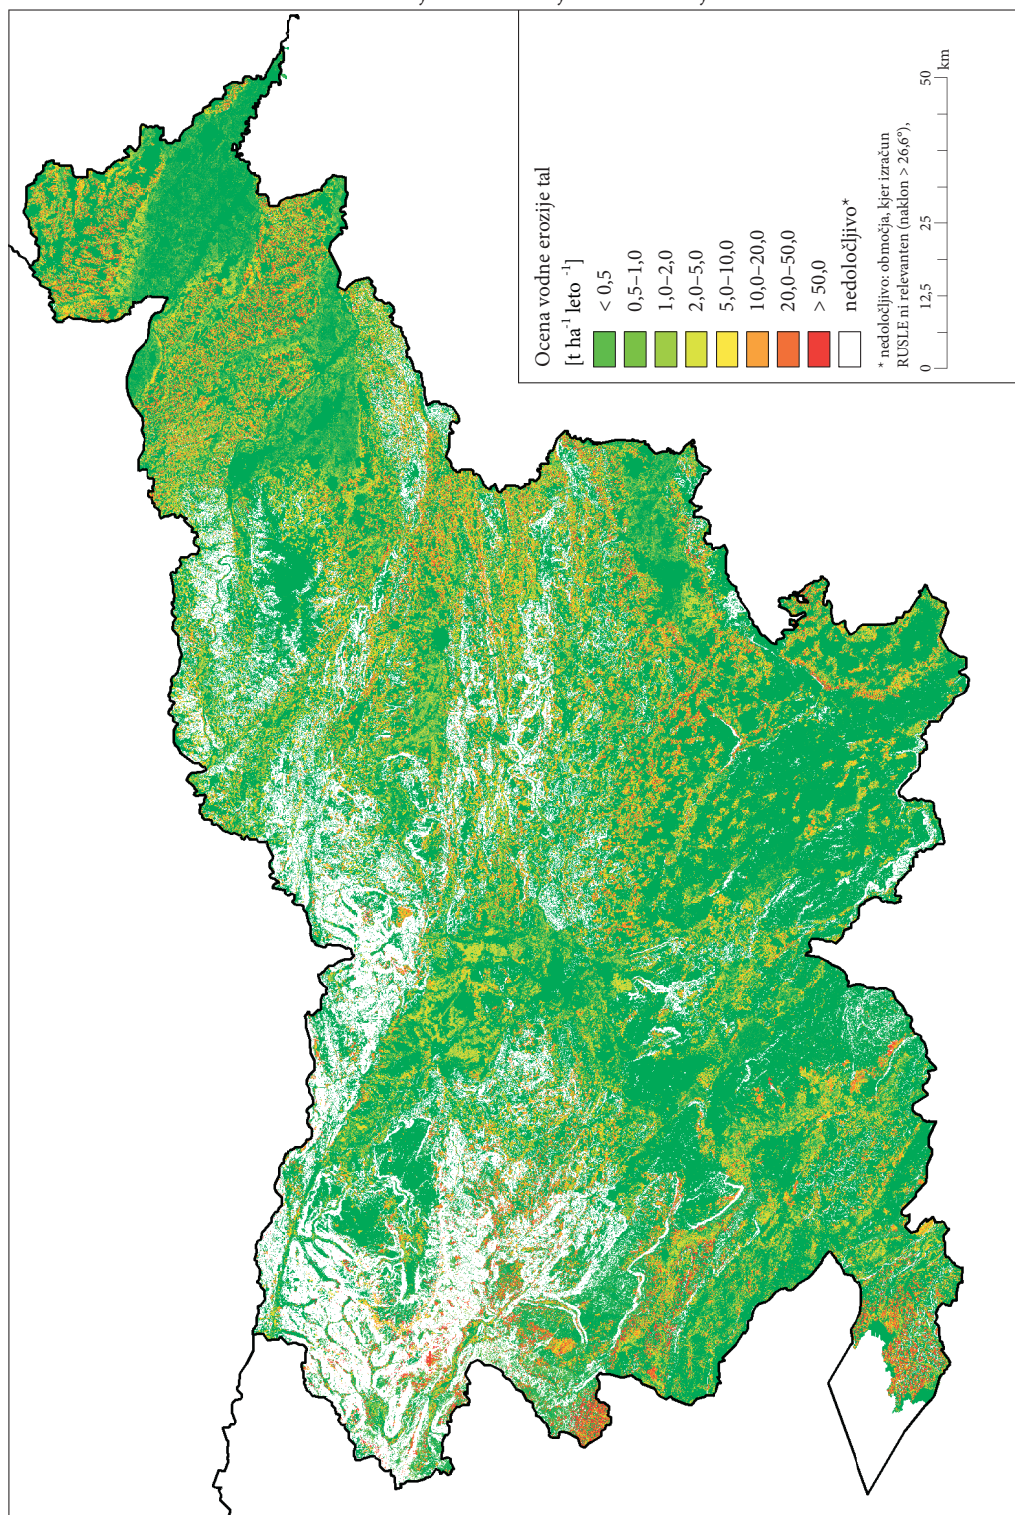 Ocena vodne erozije tal
[t ha⁻¹ leto ⁻¹]
< 0,5
0,5–1,0
1,0–2,0
2,0–5,0
5,0–10,0
10,0–20,0
20,0–50,0
> 50,0
nedoločljivo*
* nedoločljivo: območja, kjer izračun
RUSLE ni relevanten (naklon > 26,6°),
0 12,5 25 50
km